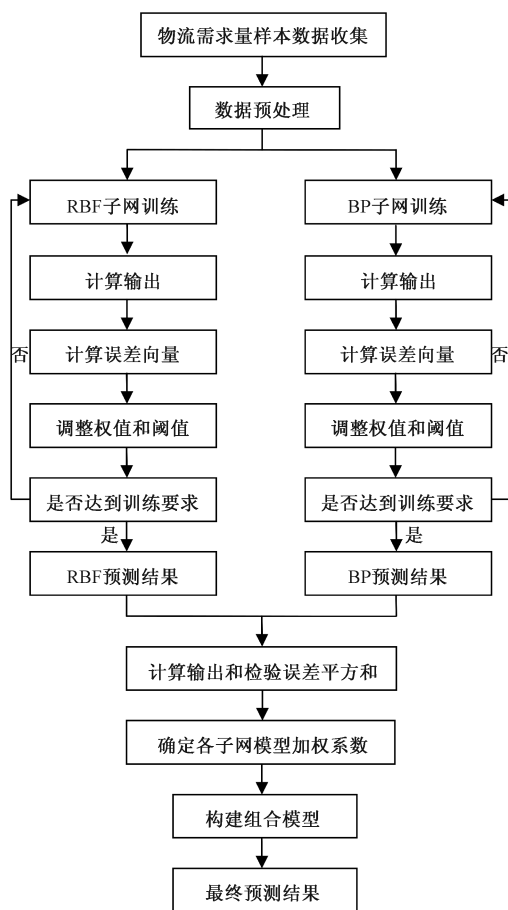 物流需求量样本数据收集
数据预处理
RBF子网训练
BP子网训练
计算输出
计算输出
否
计算误差向量
计算误差向量
否
调整权值和阈值
调整权值和阈值
是否达到训练要求
是否达到训练要求
是
是
RBF预测结果
BP预测结果
计算输出和检验误差平方和
确定各子网模型加权系数
构建组合模型
最终预测结果